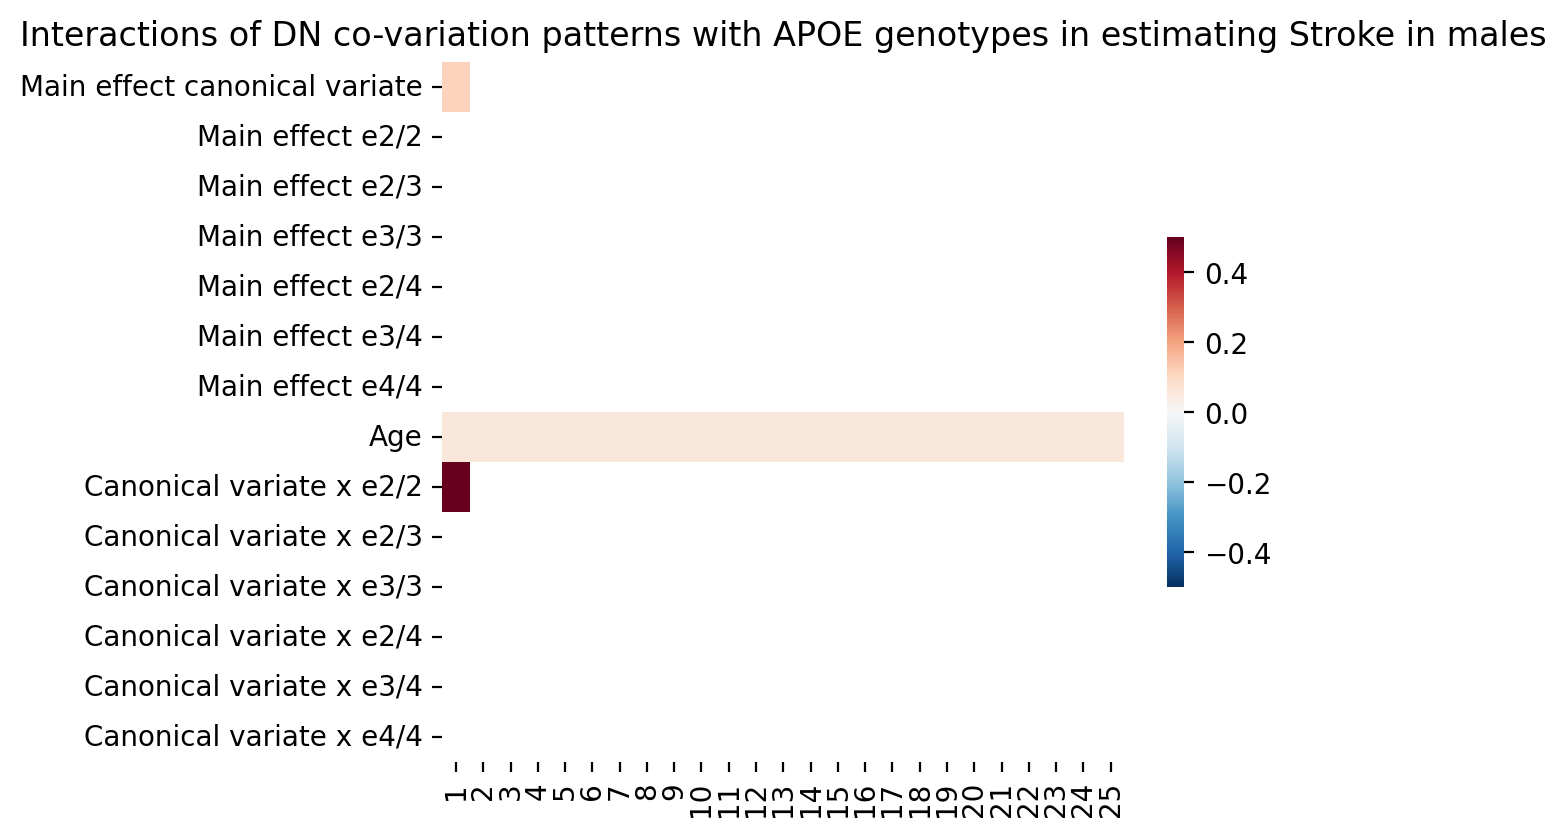 Interactions of DN co-variation patterns with APOE genotypes in estimating Stroke in males
Main effect canonical variate
Main effect e2/2
Main effect e2/3
Main effect e3/3
Main effect e2/4
Main effect e3/4
Main effect e4/4
Age
Canonical variate x e2/2
Canonical variate x e2/3
Canonical variate x e3/3
Canonical variate x e2/4
Canonical variate x e3/4
Canonical variate x e4/4
1 2 3 4 5 6 7 8 9 10 11 12 13 14 15 16 17 18 19 20 21 22 23 24 25
0.4
0.2
0.0
−0.2
−0.4